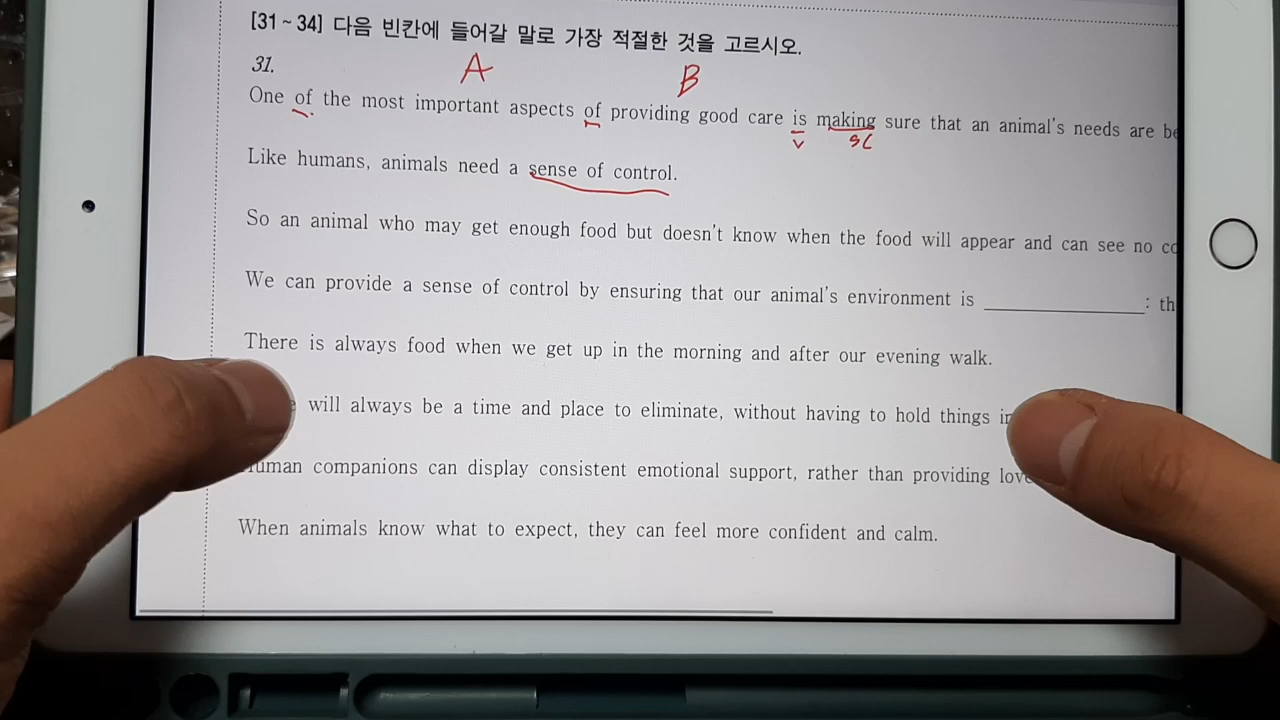 [31 ~ 34] 다음 빈칸에 들어갈 말로 가장 적절한 것을 고르시오.
31.
A B
One of the most important aspects of providing good care is making sure that an animal's needs are
v sc
Like humans, animals need a sense of control.
So an animal who may get enough food but doesn't know when the food will appear and can see no
We can provide a sense of control by ensuring that our animal's environment is ____________ :
There is always food when we get up in the morning and after our evening walk.
will always be a time and place to eliminate, without having to hold things
Human companions can display consistent emotional support, rather than providing
When animals know what to expect, they can feel more confident and calm.